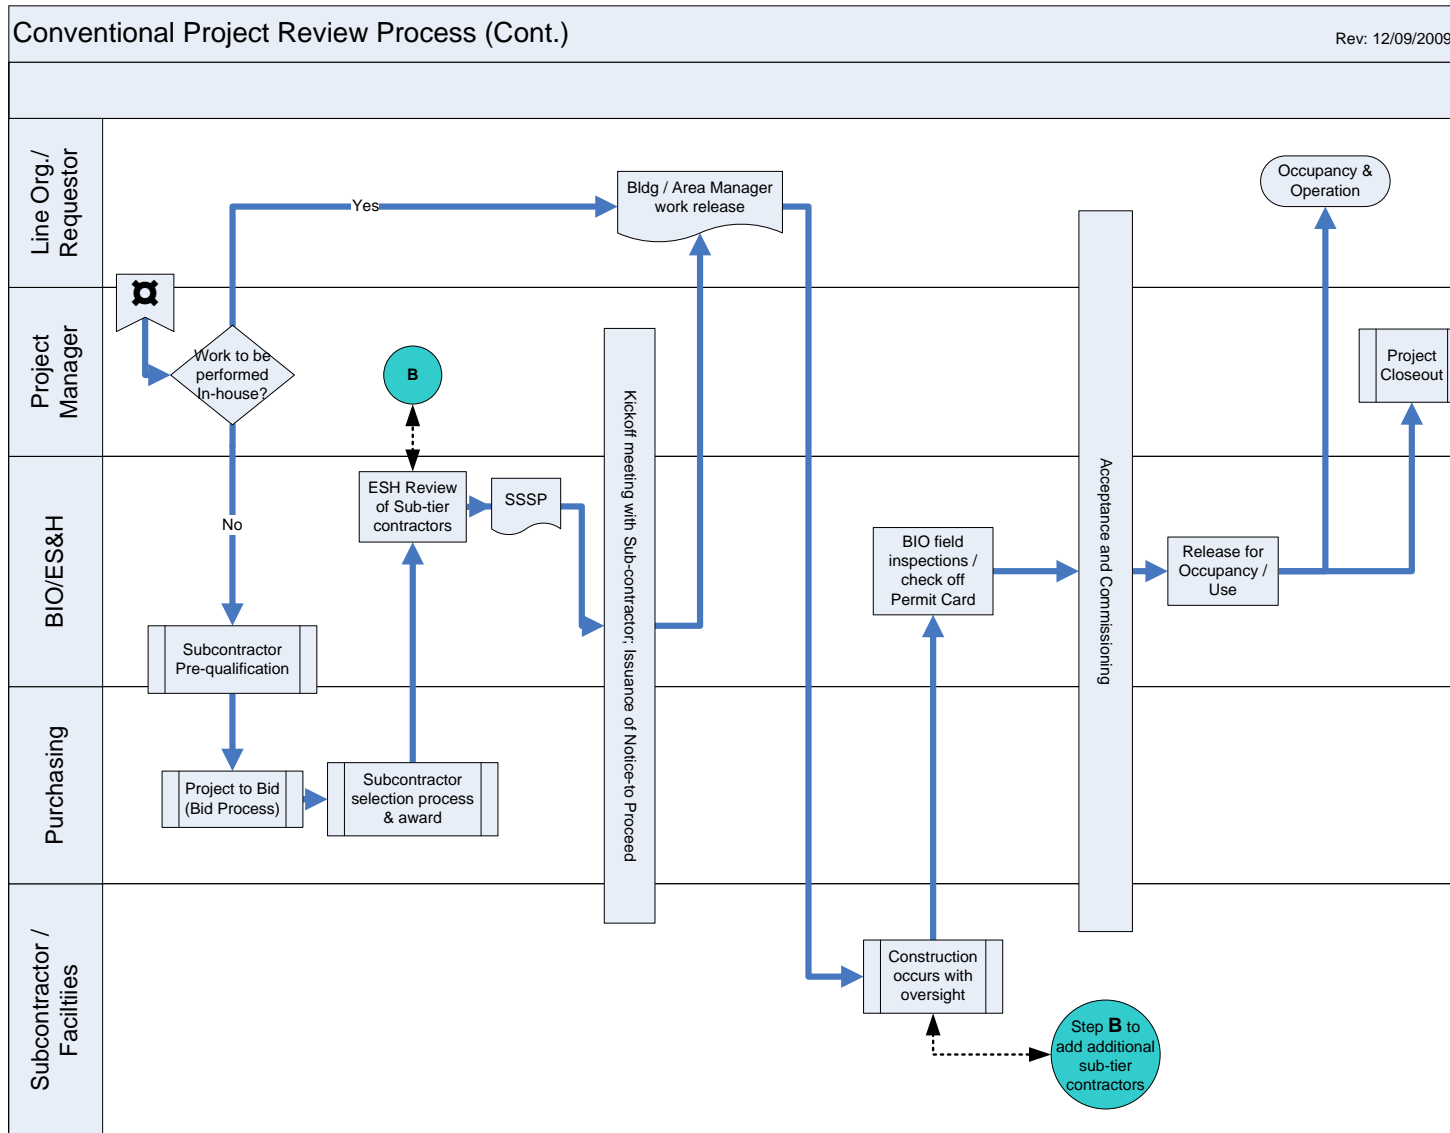 Conventional Project Review Process (Cont.)
Rev: 12/09/2009
Line Org./
Requestor
Project
Manager
BIO/ES&H
Purchasing
Subcontractor /
Faciltiies
Work to be
performed
In-house?
Yes
No
Bldg / Area Manager
work release
B
ESH Review
of Sub-tier
contractors
SSSP
Subcontractor
Pre-qualification
Project to Bid
(Bid Process)
Subcontractor
selection process
& award
Kickoff meeting with Sub-contractor; Issuance of Notice-to Proceed
Construction
occurs with
oversight
Step B to
add additional
sub-tier
contractors
BIO field
inspections /
check off
Permit Card
Acceptance and Commissioning
Release for
Occupancy /
Use
Occupancy &
Operation
Project
Closeout